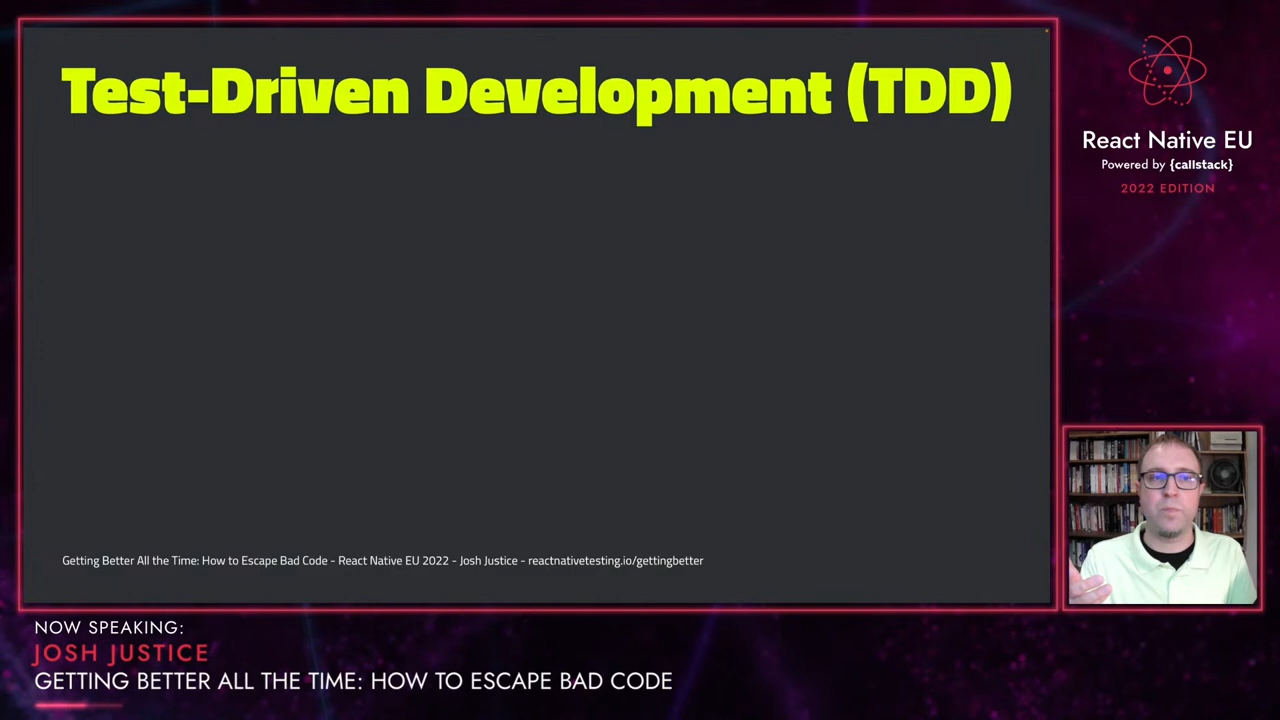 Test-Driven Development (TDD)
Getting Better All the Time: How to Escape Bad Code - React Native EU 2022 - Josh Justice - reactnativetesting.io/gettingbetter
React Native EU
Powered by {callstack}
2022 EDITION
NOW SPEAKING:
JOSH JUSTICE
GETTING BETTER ALL THE TIME: HOW TO ESCAPE BAD CODE